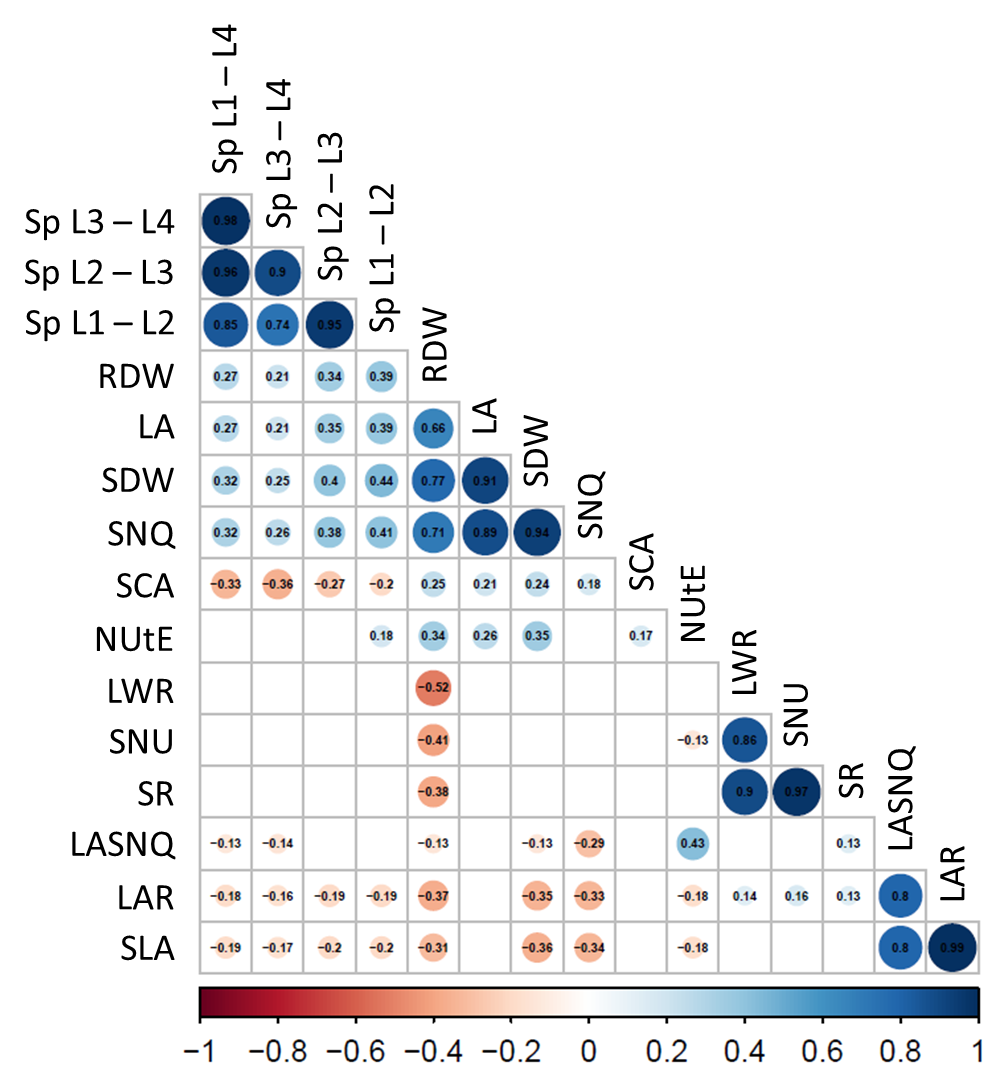 Sp L1 – L4
Sp L3 – L4
Sp L2 – L3
Sp L1 – L2
RDW
LA
SDW
SNQ
SCA
NUtE
LWR
SNU
SR
LASNQ
LAR
Sp L3 – L4 0.98
Sp L2 – L3 0.96 0.9
Sp L1 – L2 0.85 0.74 0.95
RDW 0.27 0.21 0.34 0.39
LA 0.27 0.21 0.35 0.39 0.66
SDW 0.32 0.25 0.4 0.44 0.77 0.91
SNQ 0.32 0.26 0.38 0.41 0.71 0.89 0.94
SCA −0.33 −0.36 −0.27 −0.2 0.25 0.21 0.24 0.18
NUtE 0.18 0.34 0.26 0.35 0.17
LWR −0.52
SNU −0.41 −0.13 0.86
SR −0.38 0.9 0.97
LASNQ −0.13 −0.14 −0.13 −0.13 −0.29 0.43 0.13
LAR −0.18 −0.16 −0.19 −0.19 −0.37 −0.35 −0.33 −0.18 0.14 0.16 0.13 0.8
SLA −0.19 −0.17 −0.2 −0.2 −0.31 −0.36 −0.34 −0.18 0.8 0.99
−1 −0.8 −0.6 −0.4 −0.2 0 0.2 0.4 0.6 0.8 1